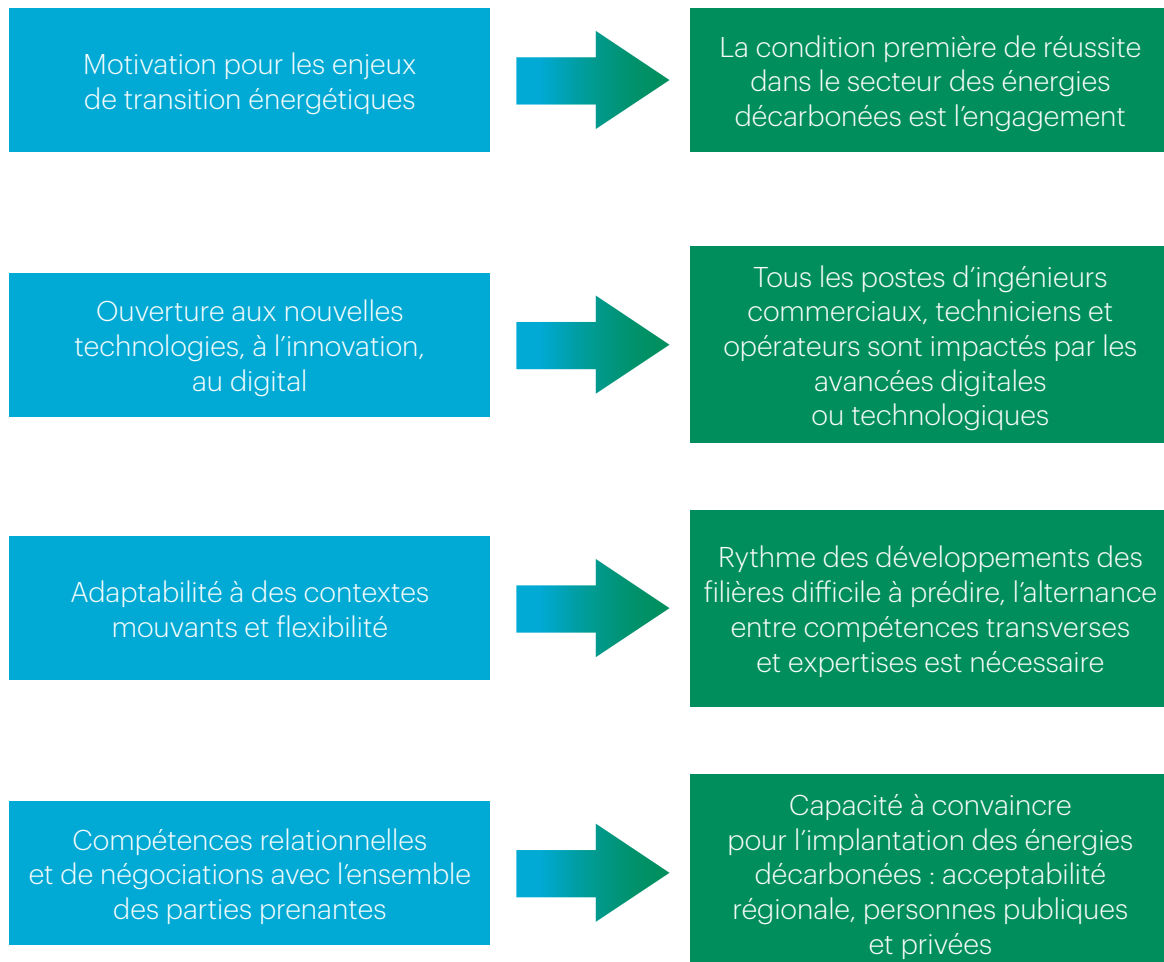 Motivation pour les enjeux
de transition énergétiques
La condition première de réussite
dans le secteur des énergies
décarbonées est l’engagement
Ouverture aux nouvelles
technologies, à l’innovation,
au digital
Tous les postes d’ingénieurs
commerciaux, techniciens et
opérateurs sont impactés par les
avancées digitales
ou technologiques
Adaptabilité à des contextes
mouvants et flexibilité
Rythme des développements des
filières difficile à prédire, l’alternance
entre compétences transverses
et expertises est nécessaire
Compétences relationnelles
et de négociations avec l’ensemble
des parties prenantes
Capacité à convaincre
pour l’implantation des énergies
décarbonées : acceptabilité
régionale, personnes publiques
et privées